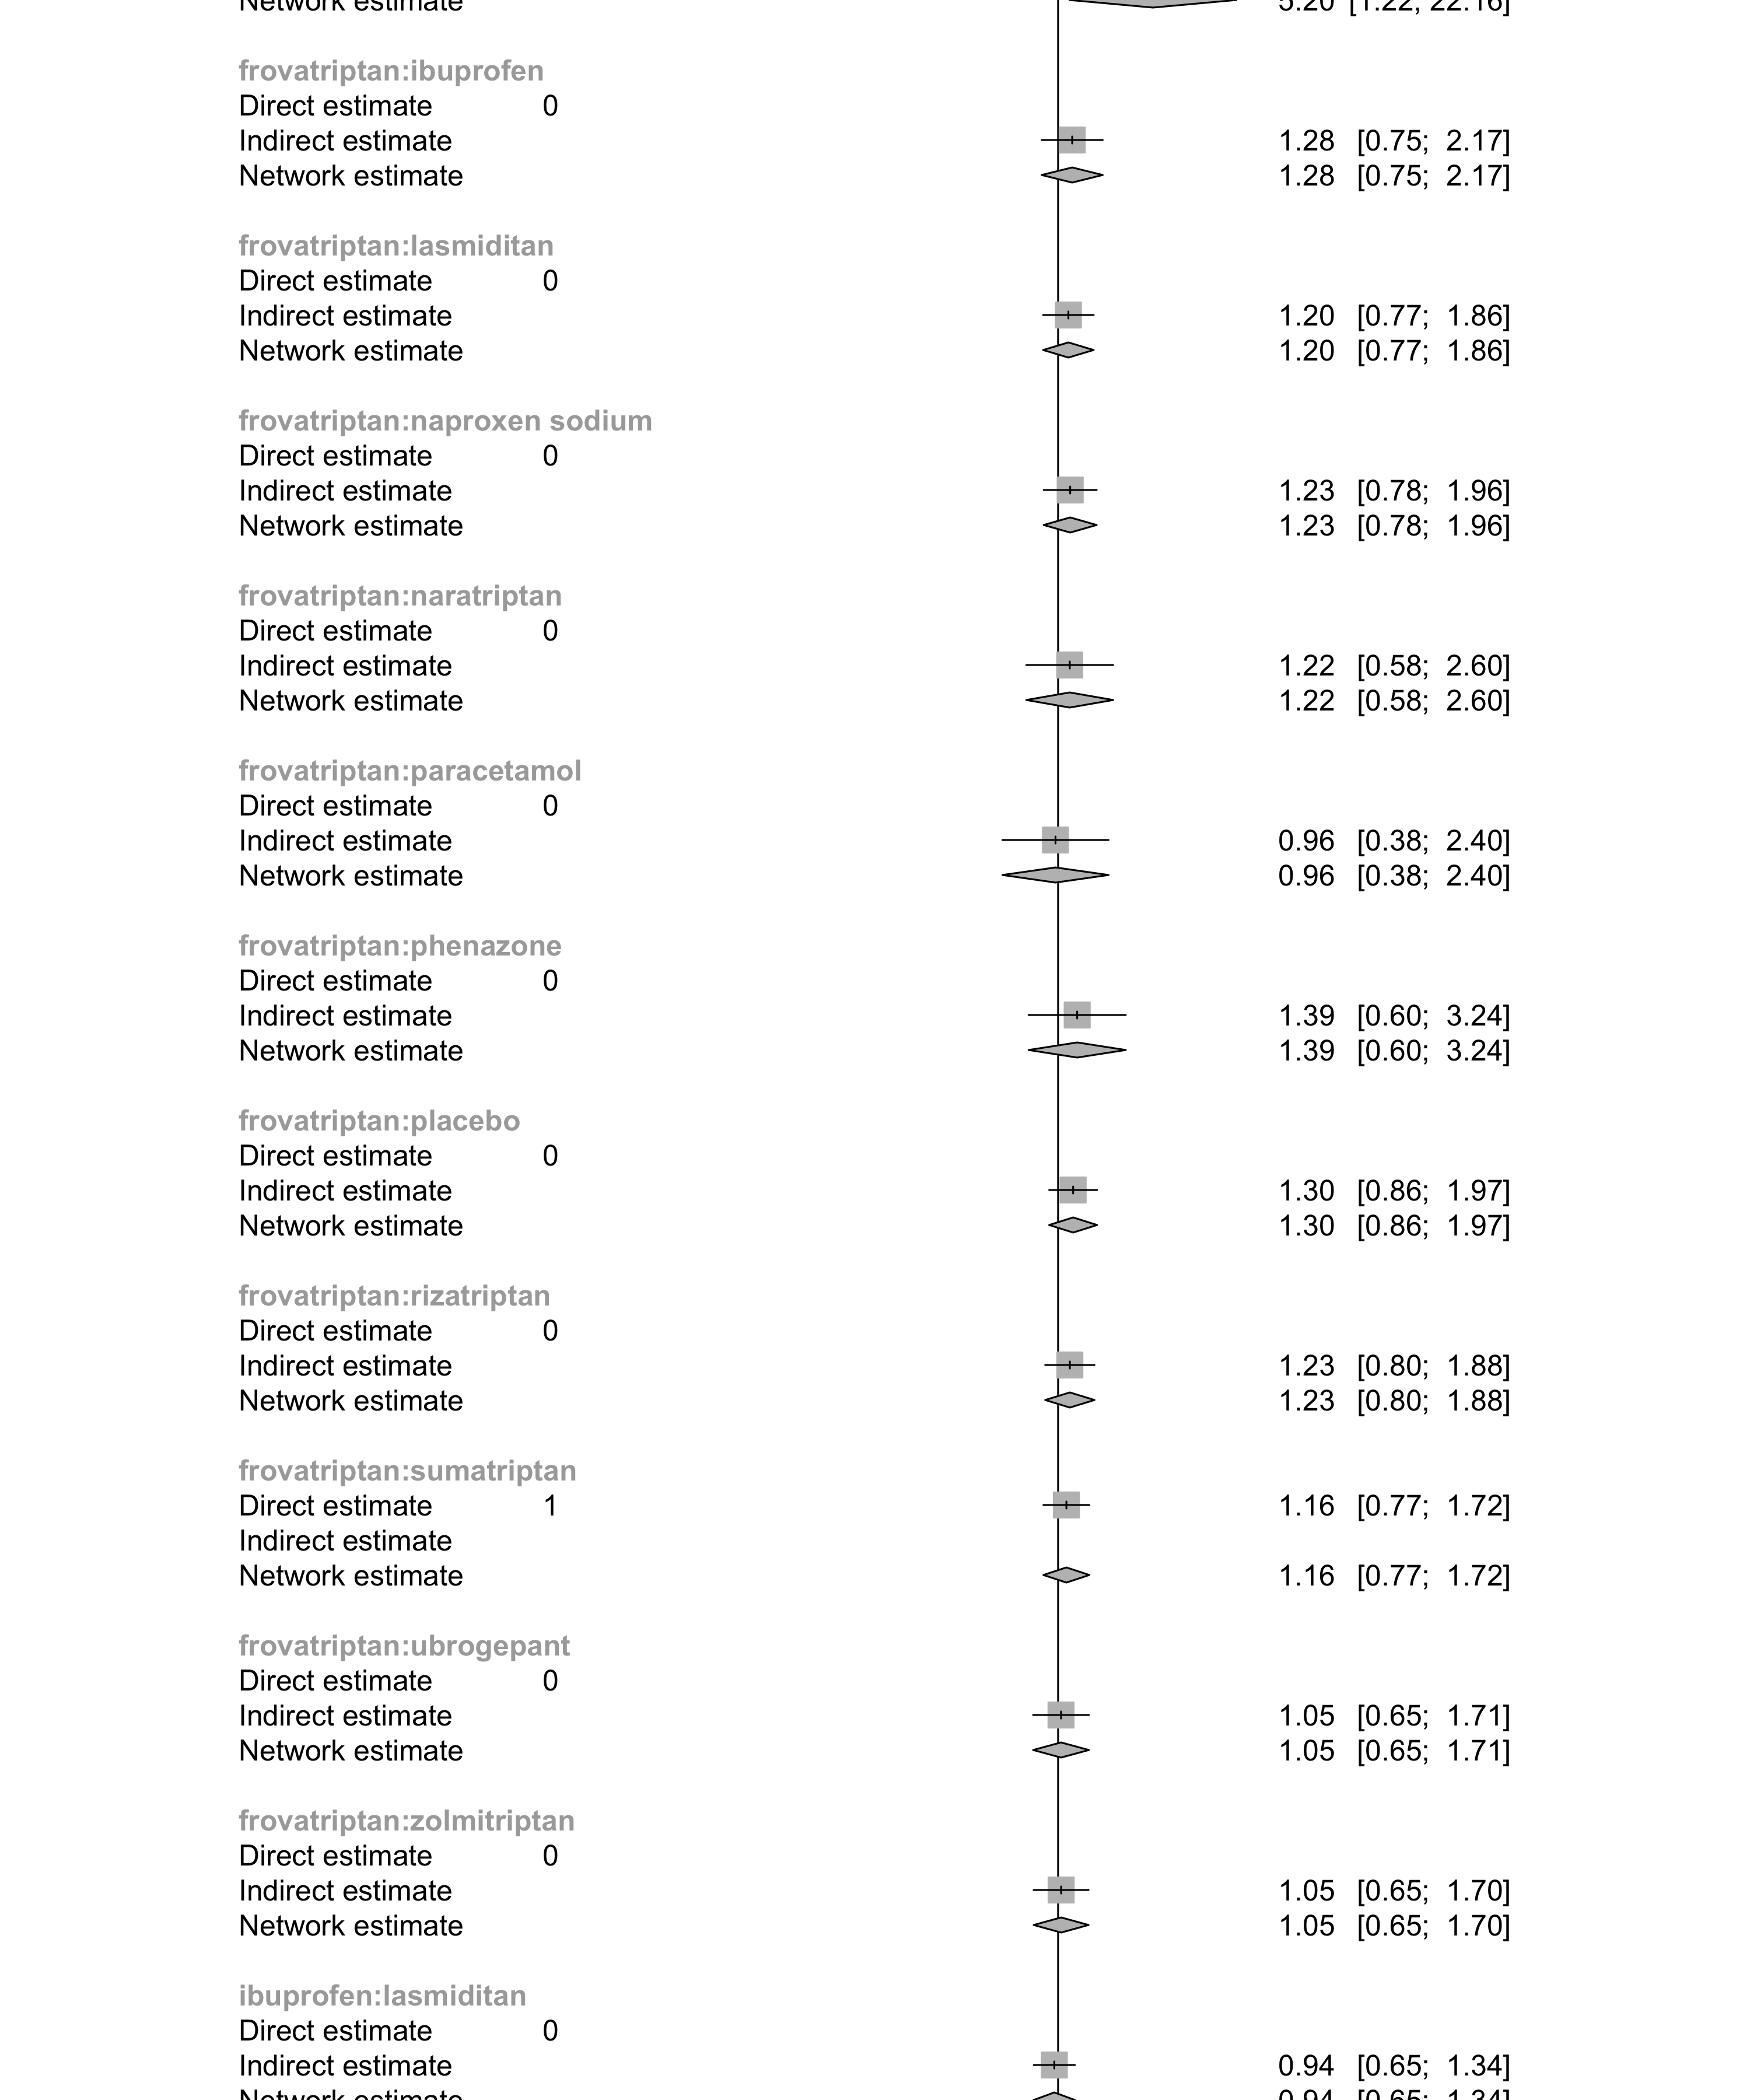 Network estimate 5.20 [1.22; 22.16]
frovatriptan:ibuprofen
Direct estimate 0
Indirect estimate 1.28 [0.75; 2.17]
Network estimate 1.28 [0.75; 2.17]
frovatriptan:lasmiditan
Direct estimate 0
Indirect estimate 1.20 [0.77; 1.86]
Network estimate 1.20 [0.77; 1.86]
frovatriptan:naproxen sodium
Direct estimate 0
Indirect estimate 1.23 [0.78; 1.96]
Network estimate 1.23 [0.78; 1.96]
frovatriptan:naratriptan
Direct estimate 0
Indirect estimate 1.22 [0.58; 2.60]
Network estimate 1.22 [0.58; 2.60]
frovatriptan:paracetamol
Direct estimate 0
Indirect estimate 0.96 [0.38; 2.40]
Network estimate 0.96 [0.38; 2.40]
frovatriptan:phenazone
Direct estimate 0
Indirect estimate 1.39 [0.60; 3.24]
Network estimate 1.39 [0.60; 3.24]
frovatriptan:placebo
Direct estimate 0
Indirect estimate 1.30 [0.86; 1.97]
Network estimate 1.30 [0.86; 1.97]
frovatriptan:rizatriptan
Direct estimate 0
Indirect estimate 1.23 [0.80; 1.88]
Network estimate 1.23 [0.80; 1.88]
frovatriptan:sumatriptan
Direct estimate 1 1.16 [0.77; 1.72]
Indirect estimate
Network estimate 1.16 [0.77; 1.72]
frovatriptan:ubrogepant
Direct estimate 0
Indirect estimate 1.05 [0.65; 1.71]
Network estimate 1.05 [0.65; 1.71]
frovatriptan:zolmitriptan
Direct estimate 0
Indirect estimate 1.05 [0.65; 1.70]
Network estimate 1.05 [0.65; 1.70]
ibuprofen:lasmiditan
Direct estimate 0
Indirect estimate 0.94 [0.65; 1.34]
Network estimate 0.94 [0.65; 1.34]